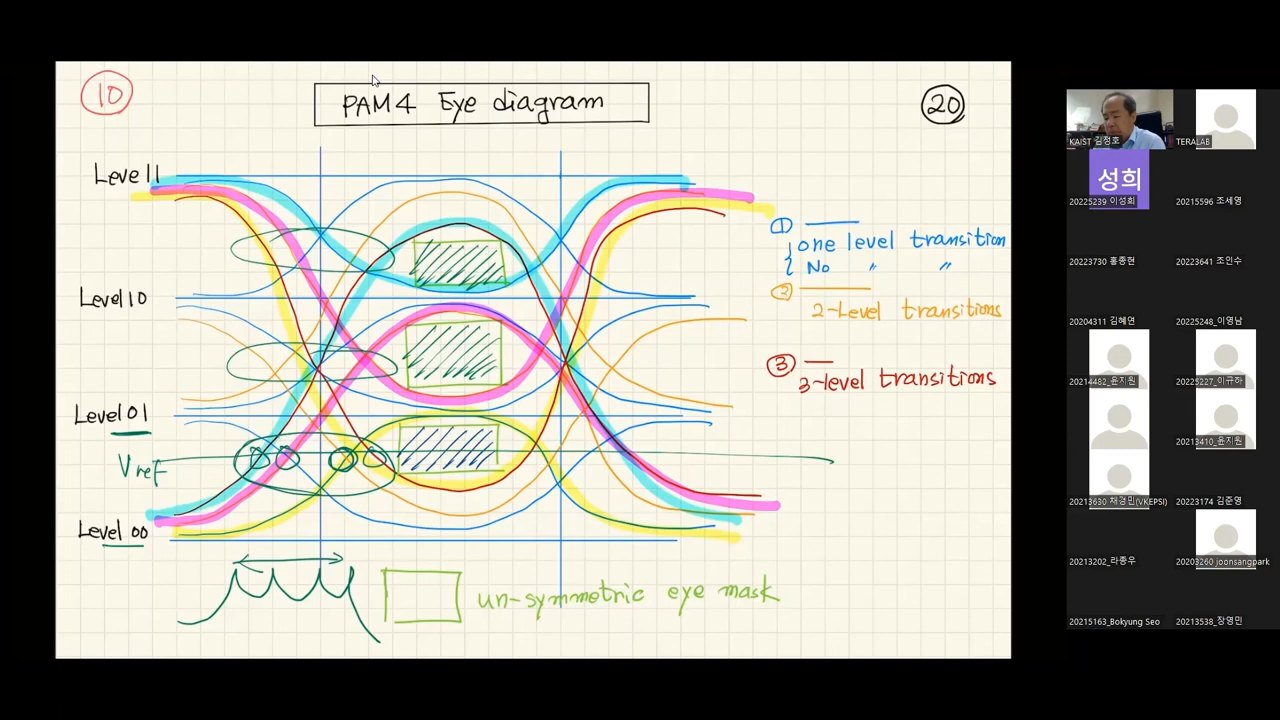 10
PAM4 Eye diagram
20
Level 11
Level 10
Level 01
Vref
Level 00
① one level transition
No 〃 〃
② 2-Level transitions
③ 3-level transitions
un-symmetric eye mask
KAIST 김정호
TERALAB
성희
20225239 이성희
20215596 조세영
20223730 홍종현
20223641 조인수
20204311 김혜연
20225248_이영남
20214482_윤지원
20225227_이규하
20213410_윤지원
20213630 채경민(VKEPSI)
20223174 김준영
20213202_라종우
20203260 joonsangpark
20215163_Bokyung Seo
20213538_장영민